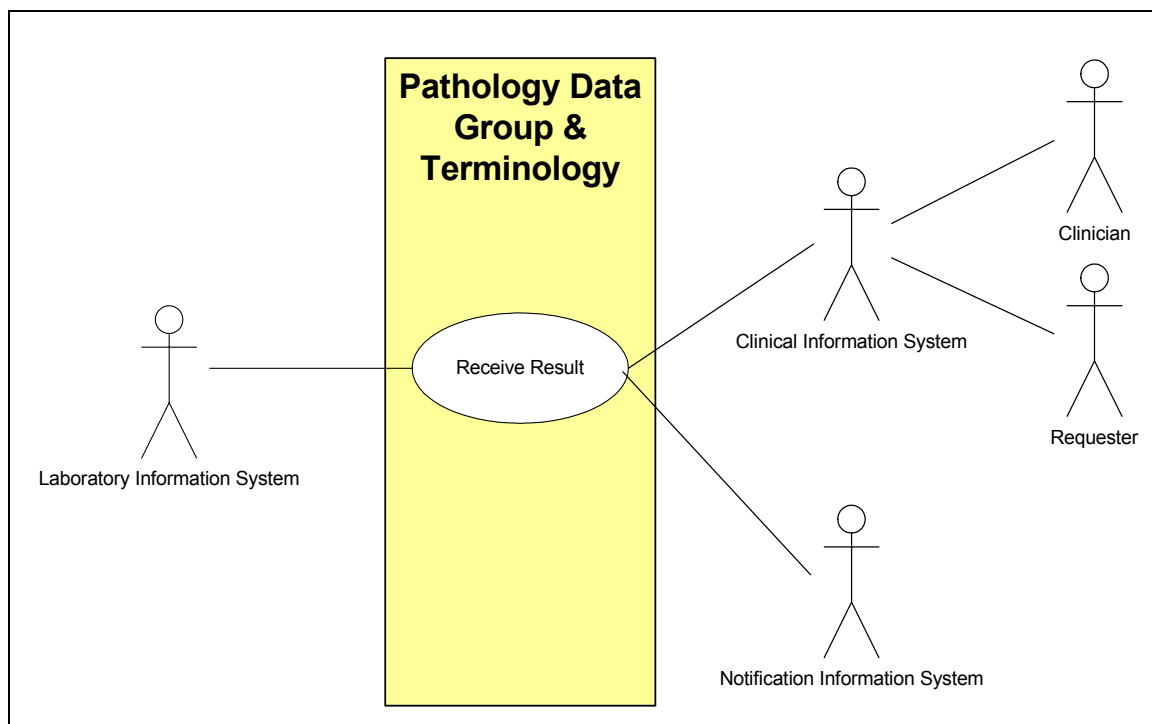 Pathology Data
Group &
Terminology
Receive Result
Laboratory Information System
Clinical Information System
Clinician
Requester
Notification Information System